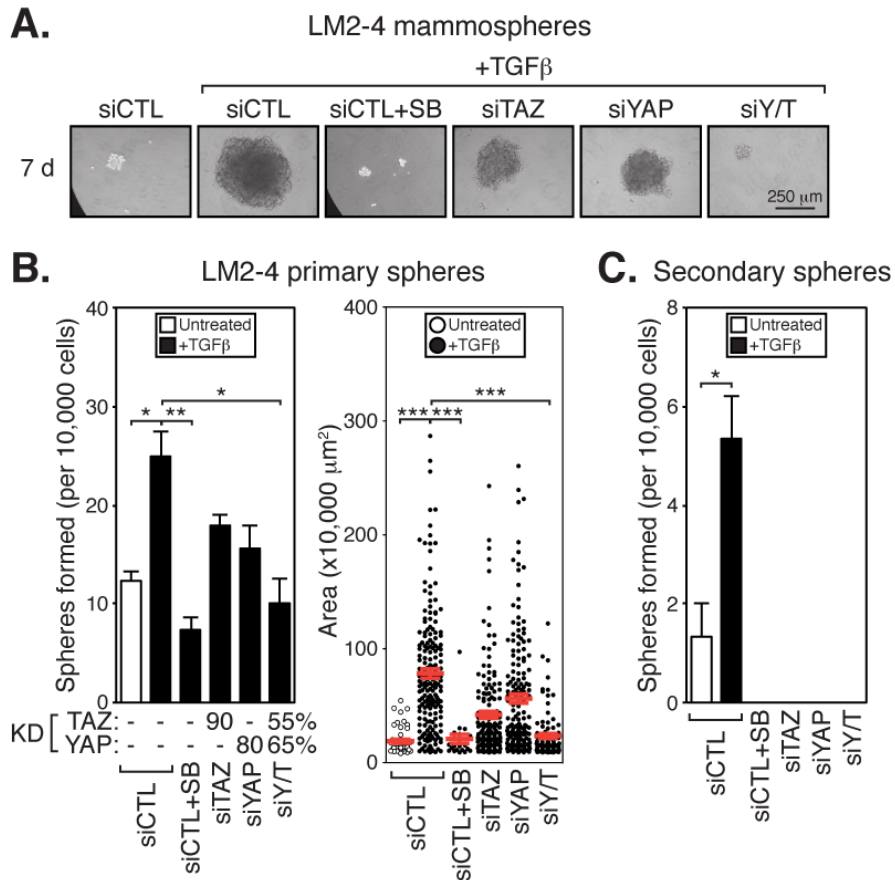 A.
LM2-4 mammospheres
+TGFβ
siCTL siCTL siCTL+SB siTAZ siYAP siY/T
7 d
250 μm
B.
LM2-4 primary spheres
Spheres formed (per 10,000 cells)
40
30
20
10
0
Untreated
+TGFβ
* ** *
KD
TAZ - - - 90 - 55%
YAP - - - - 80 65%
siCTL siCTL+SB siTAZ siYAP siY/T
Area (x10,000 μm²)
400
300
200
100
0
Untreated
+TGFβ
*** *** ***
siCTL siCTL+SB siTAZ siYAP siY/T
C. Secondary spheres
Spheres formed (per 10,000 cells)
8
6
4
2
0
Untreated
+TGFβ
*
siCTL siCTL+SB siTAZ siYAP siY/T